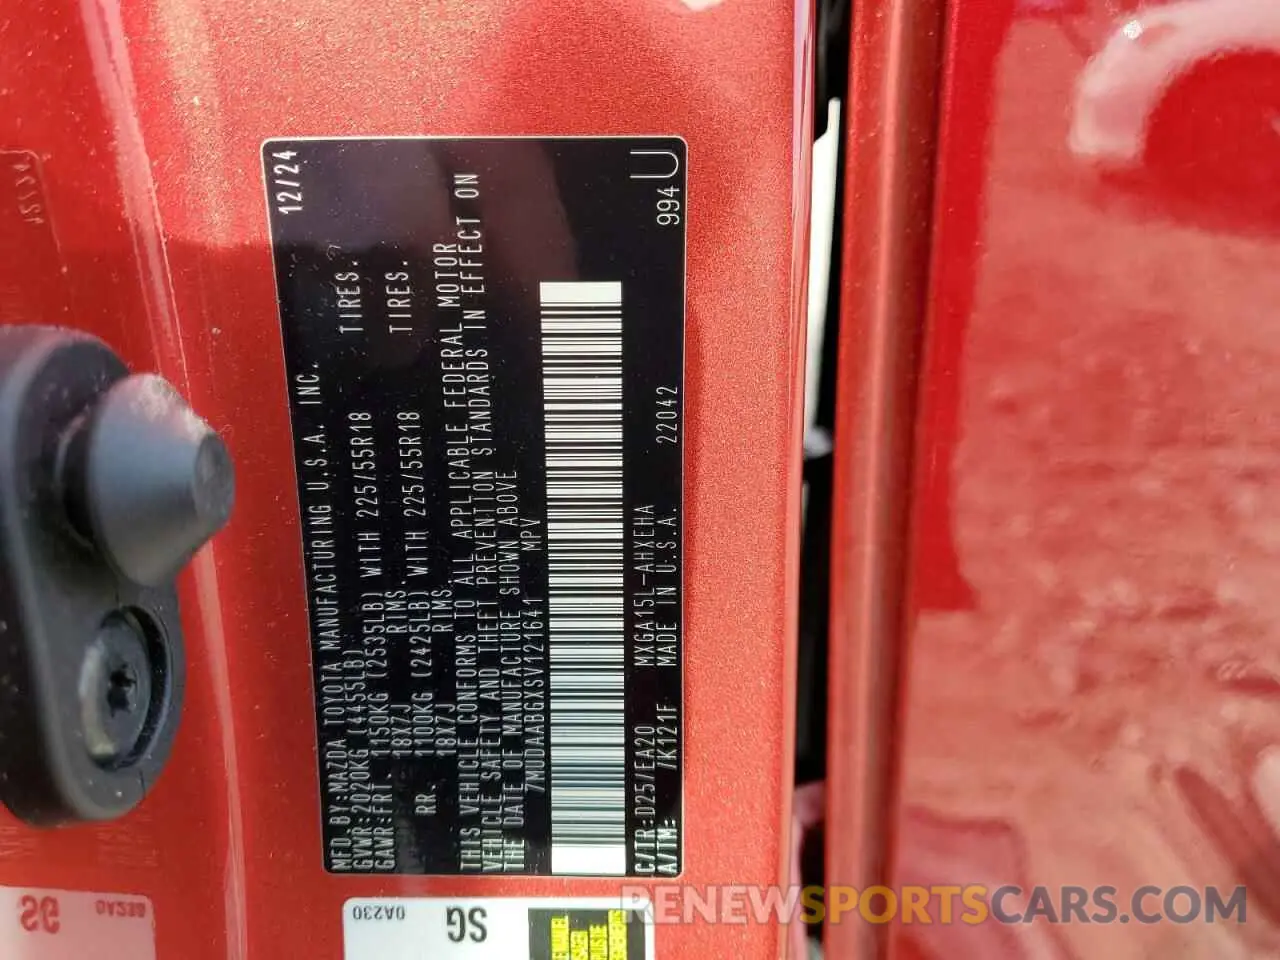 12/24
MFD.BY:MAZDA TOYOTA MANUFACTURING U.S.A. INC.
GVWR:2020KG (4455LB)
GAWR:FRT. 1150KG (2535LB) WITH 225/55R18 TIRES.
18X7J RIMS.
RR. 1100KG (2425LB) WITH 225/55R18 TIRES.
18X7J RIMS.
THIS VEHICLE CONFORMS TO ALL APPLICABLE FEDERAL MOTOR
VEHICLE SAFETY AND THEFT PREVENTION STANDARDS IN EFFECT ON
THE DATE OF MANUFACTURE SHOWN ABOVE
7MUDAABGXSV121641 MPV
C/TR:D25/EA20 MXGA15L-AHXEHA
A/TM: /K121F MADE IN U.S.A. 22042
994U
0A230
SG
RENEWSPORTSCARS.COM